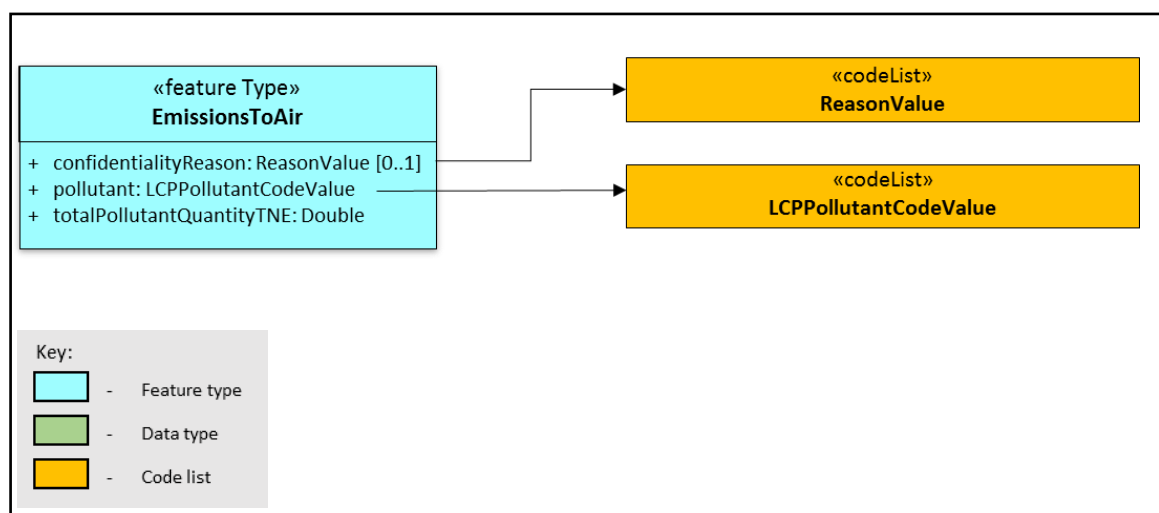 «feature Type»
EmissionsToAir
+ confidentialityReason: ReasonValue [0..1]
+ pollutant: LCPPollutantCodeValue
+ totalPollutantQuantityTNE: Double
«codeList»
ReasonValue
«codeList»
LCPPollutantCodeValue
Key:
- Feature type
- Data type
- Code list